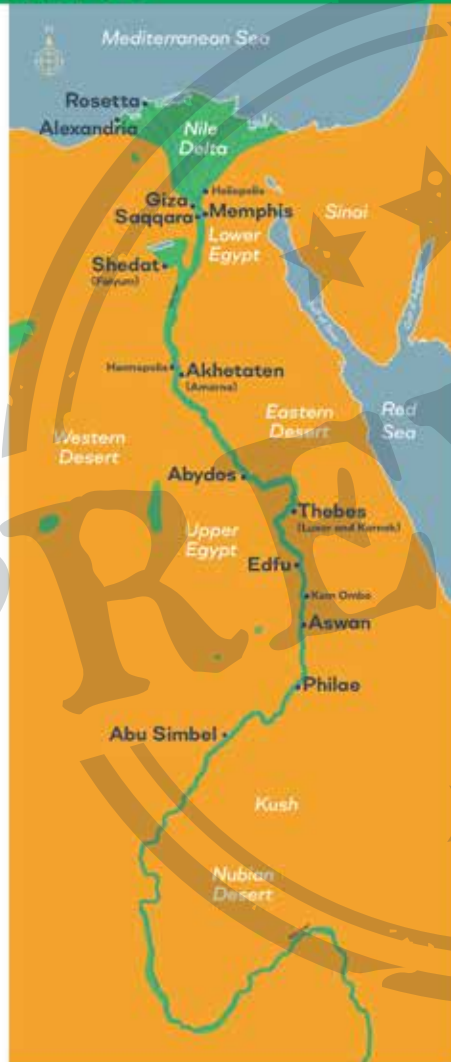 N
Mediterranean Sea
Rosetta
Alexandria
Nile
Delta
Heliopolis
Giza
Saqqara
Memphis
Sinai
Lower
Egypt
Shedat
(Faiyum)
Hermopolis
Akhetaten
(Amarna)
Eastern
Desert
Red
Sea
Western
Desert
Abydos
Thebes
(Luxor and Karnak)
Upper
Egypt
Edfu
Kom Ombo
Aswan
Philae
Abu Simbel
Kush
Nubian
Desert